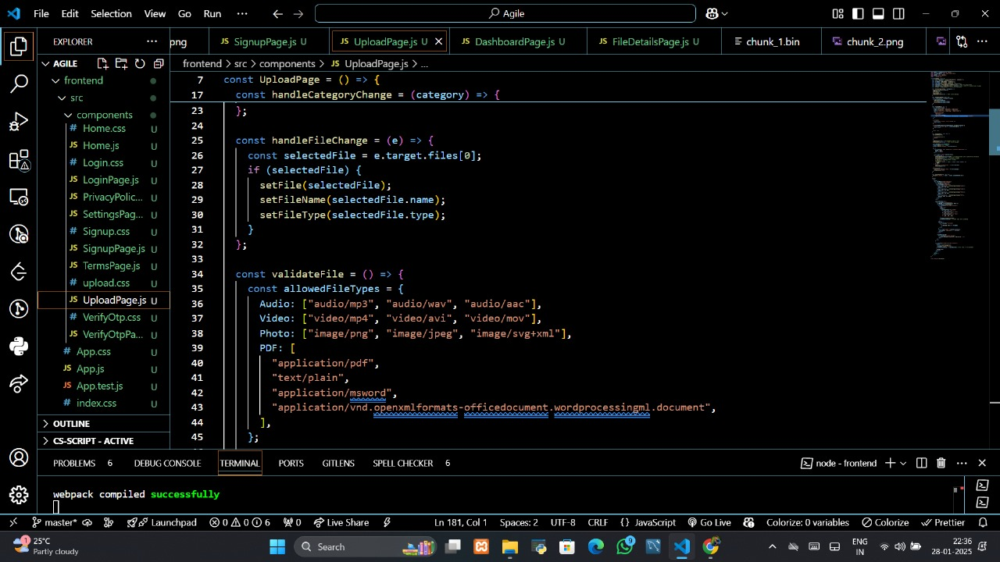 File Edit Selection View Go Run ··· Agile
EXPLORER ···
png
SignupPage.js U
UploadPage.js U
DashboardPage.js U
FileDetailsPage.js U
chunk_1.bin
chunk_2.png
AGILE
frontend > src > components > JS UploadPage.js > ...
frontend
src
components
Home.css U
Home.js U
Login.css U
LoginPage.js U
PrivacyPolic... U
SettingsPag... U
Signup.css U
SignupPage.js U
TermsPage.js U
upload.css U
UploadPage.js U
VerifyOtp.css U
VerifyOtpPa... U
App.css U
App.js U
App.test.js U
index.css U
OUTLINE
CS-SCRIPT - ACTIVE
7 const UploadPage = () => {
17 const handleCategoryChange = (category) => {
23 };
24
25 const handleFileChange = (e) => {
26 const selectedFile = e.target.files[0];
27 if (selectedFile) {
28 setFile(selectedFile);
29 setFileName(selectedFile.name);
30 setFileType(selectedFile.type);
31 }
32 };
33
34 const validateFile = () => {
35 const allowedFileTypes = {
36 Audio: ["audio/mp3", "audio/wav", "audio/aac"],
37 Video: ["video/mp4", "video/avi", "video/mov"],
38 Photo: ["image/png", "image/jpeg", "image/svg+xml"],
39 PDF: [
40 "application/pdf",
41 "text/plain",
42 "application/msword",
43 "application/vnd.openxmlformats-officedocument.wordprocessingml.document",
44 ],
45 };
PROBLEMS 6 DEBUG CONSOLE TERMINAL PORTS GITLENS SPELL CHECKER 6 node - frontend
webpack compiled successfully
master* Launchpad 0 0 6 0 Live Share Ln 181, Col 1 Spaces: 2 UTF-8 CRLF {} JavaScript Go Live Colorize: 0 variables Colorize Prettier
1 25°C
Partly cloudy
Search
9
ENG
IN
22:36
28-01-2025